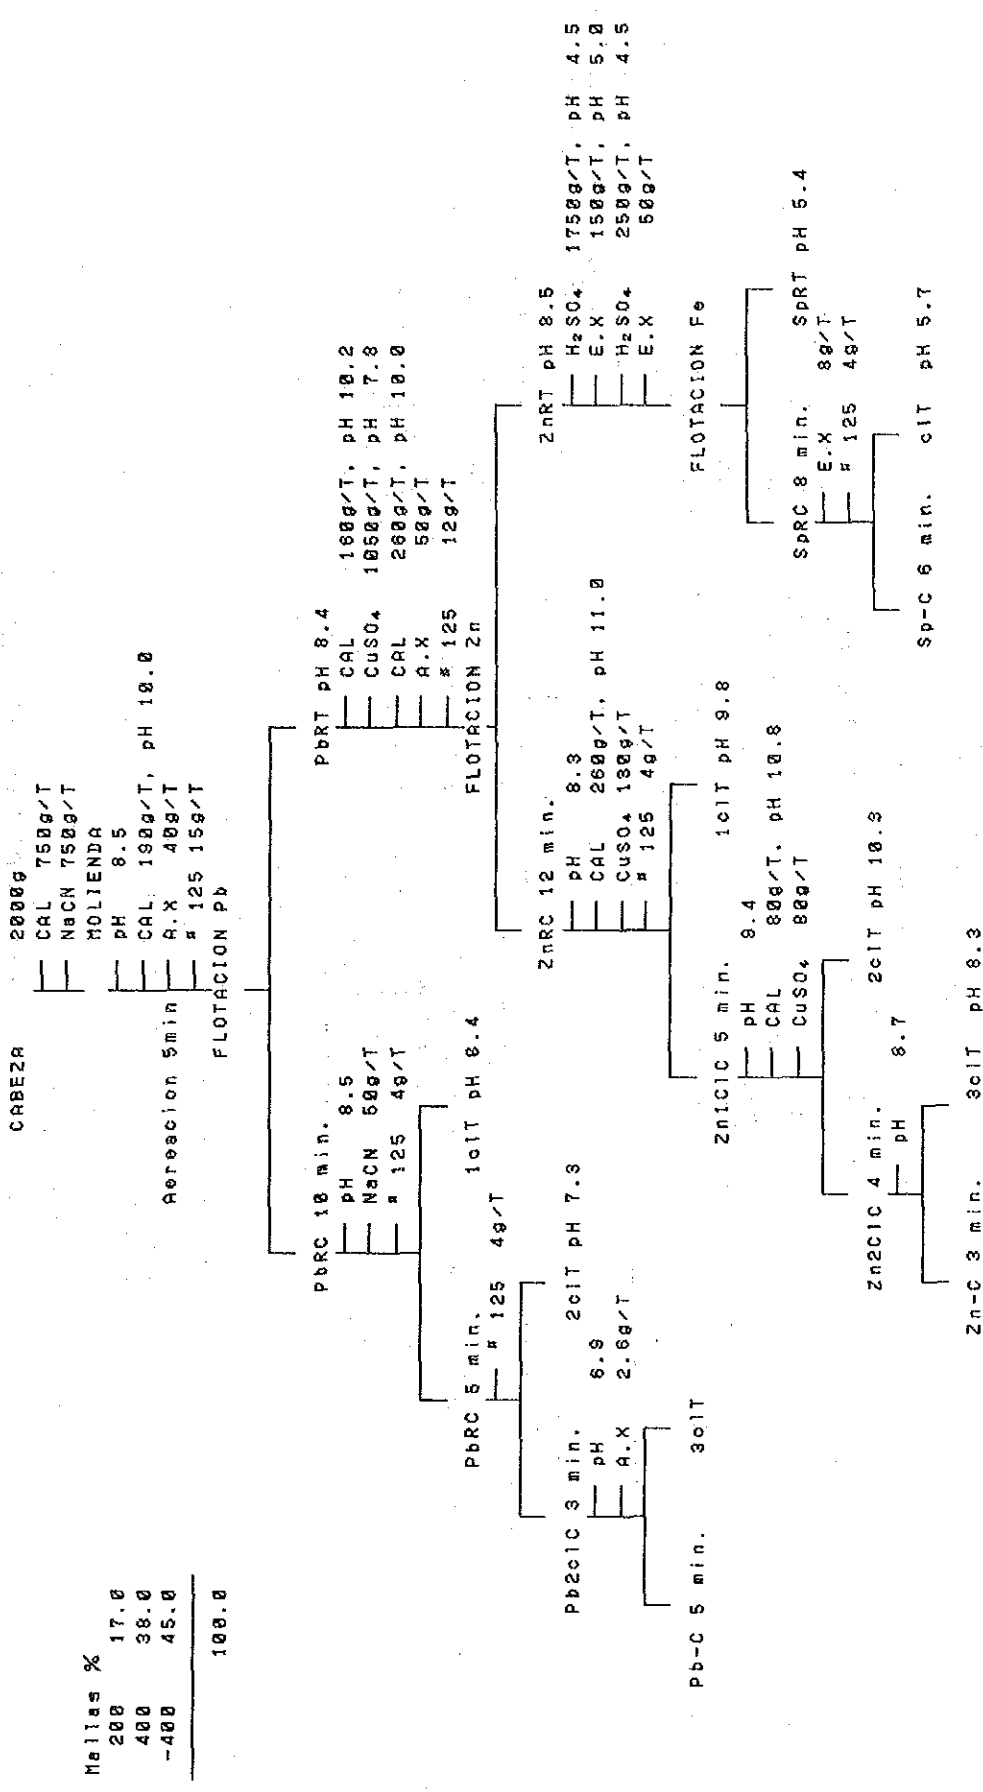 CABEZA 2000g
CAL 750g/T
NaCN 750g/T
MOLIENDA
pH 8.5
CAL 190g/T, pH 10.0
Aereacion 5min A.X 40g/T
# 125 15g/T
FLOTACION Pb
Mallas %
200 17.0
400 38.0
-400 45.0
100.0
PbRC 10 min.
pH 8.5
NaCN 50g/T
# 125 4g/T
PbRC 5 min.
1clT pH 8.4
# 125 4g/T
Pb2clC 3 min.
2clT pH 7.3
pH 6.9
A.X 2.6g/T
Pb-C 5 min.
3clT
PbRT pH 8.4
CAL 160g/T, pH 10.2
CuSO₄ 1050g/T, pH 7.8
CAL 260g/T, pH 10.0
A.X 50g/T
# 125 12g/T
FLOTACION Zn
ZnRC 12 min.
pH 8.3
CAL 260g/T, pH 11.0
CuSO₄ 130g/T
# 125 4g/T
Zn1ClC 5 min.
1clT pH 9.8
pH 8.4
CAL 80g/T. pH 10.8
CuSO₄ 80g/T
Zn2ClC 4 min.
2clT pH 10.3
pH 8.7
Zn-C 3 min.
3clT pH 8.3
ZnRT pH 8.5
H₂SO₄ 1750g/T, pH 4.5
E.X 150g/T, pH 5.0
H₂SO₄ 250g/T, pH 4.5
E.X 50g/T
FLOTACION Fe
SpRC 8 min.
SpRT pH 5.4
E.X 8g/T
# 125 4g/T
Sp-C 6 min.
clT pH 5.7